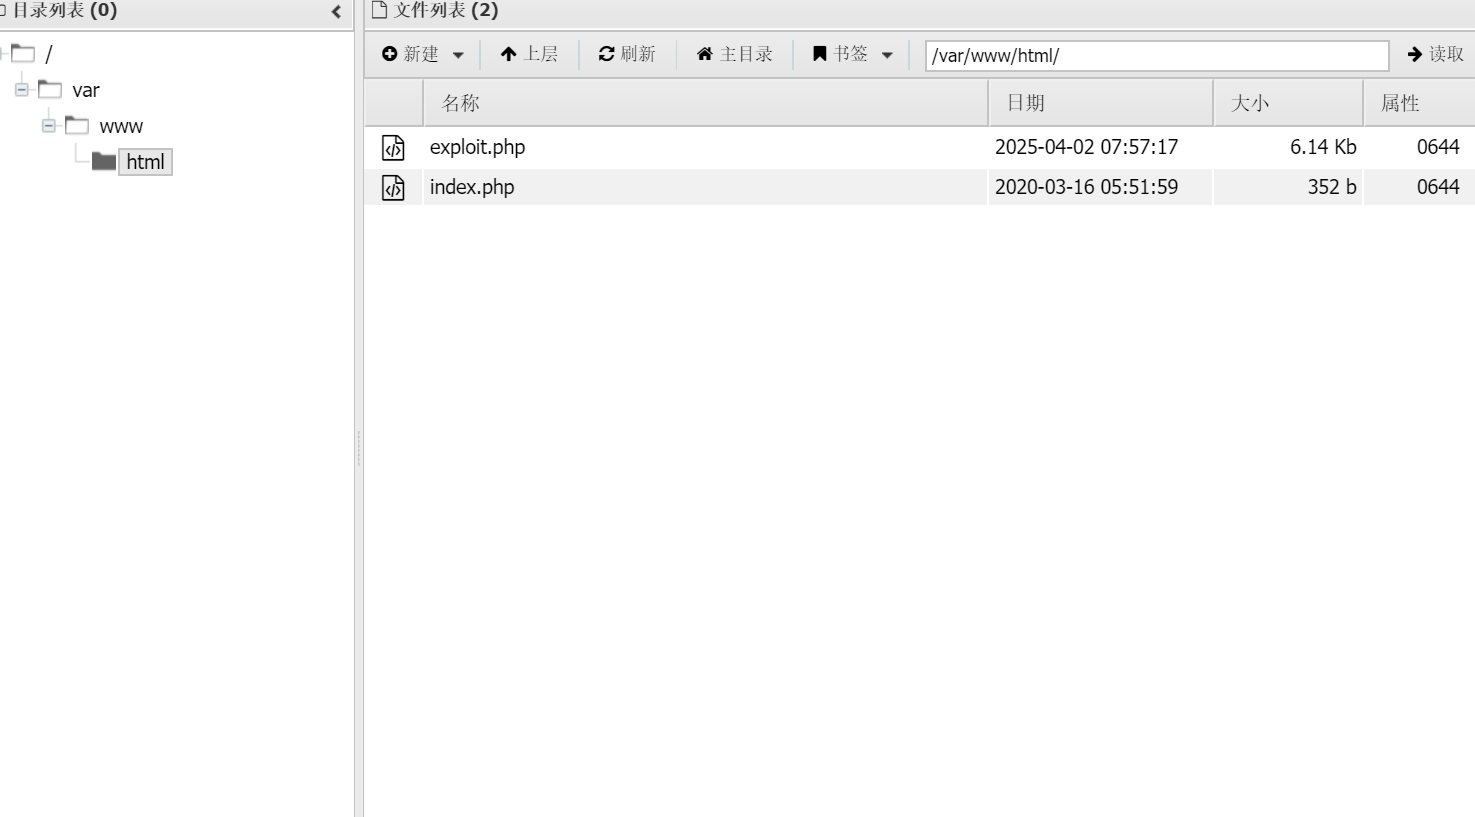 目录列表 (0)
/
var
www
html
文件列表 (2)
新建 上层 刷新 主目录 书签 /var/www/html/ 读取
名称 日期 大小 属性
exploit.php 2025-04-02 07:57:17 6.14 Kb 0644
index.php 2020-03-16 05:51:59 352 b 0644